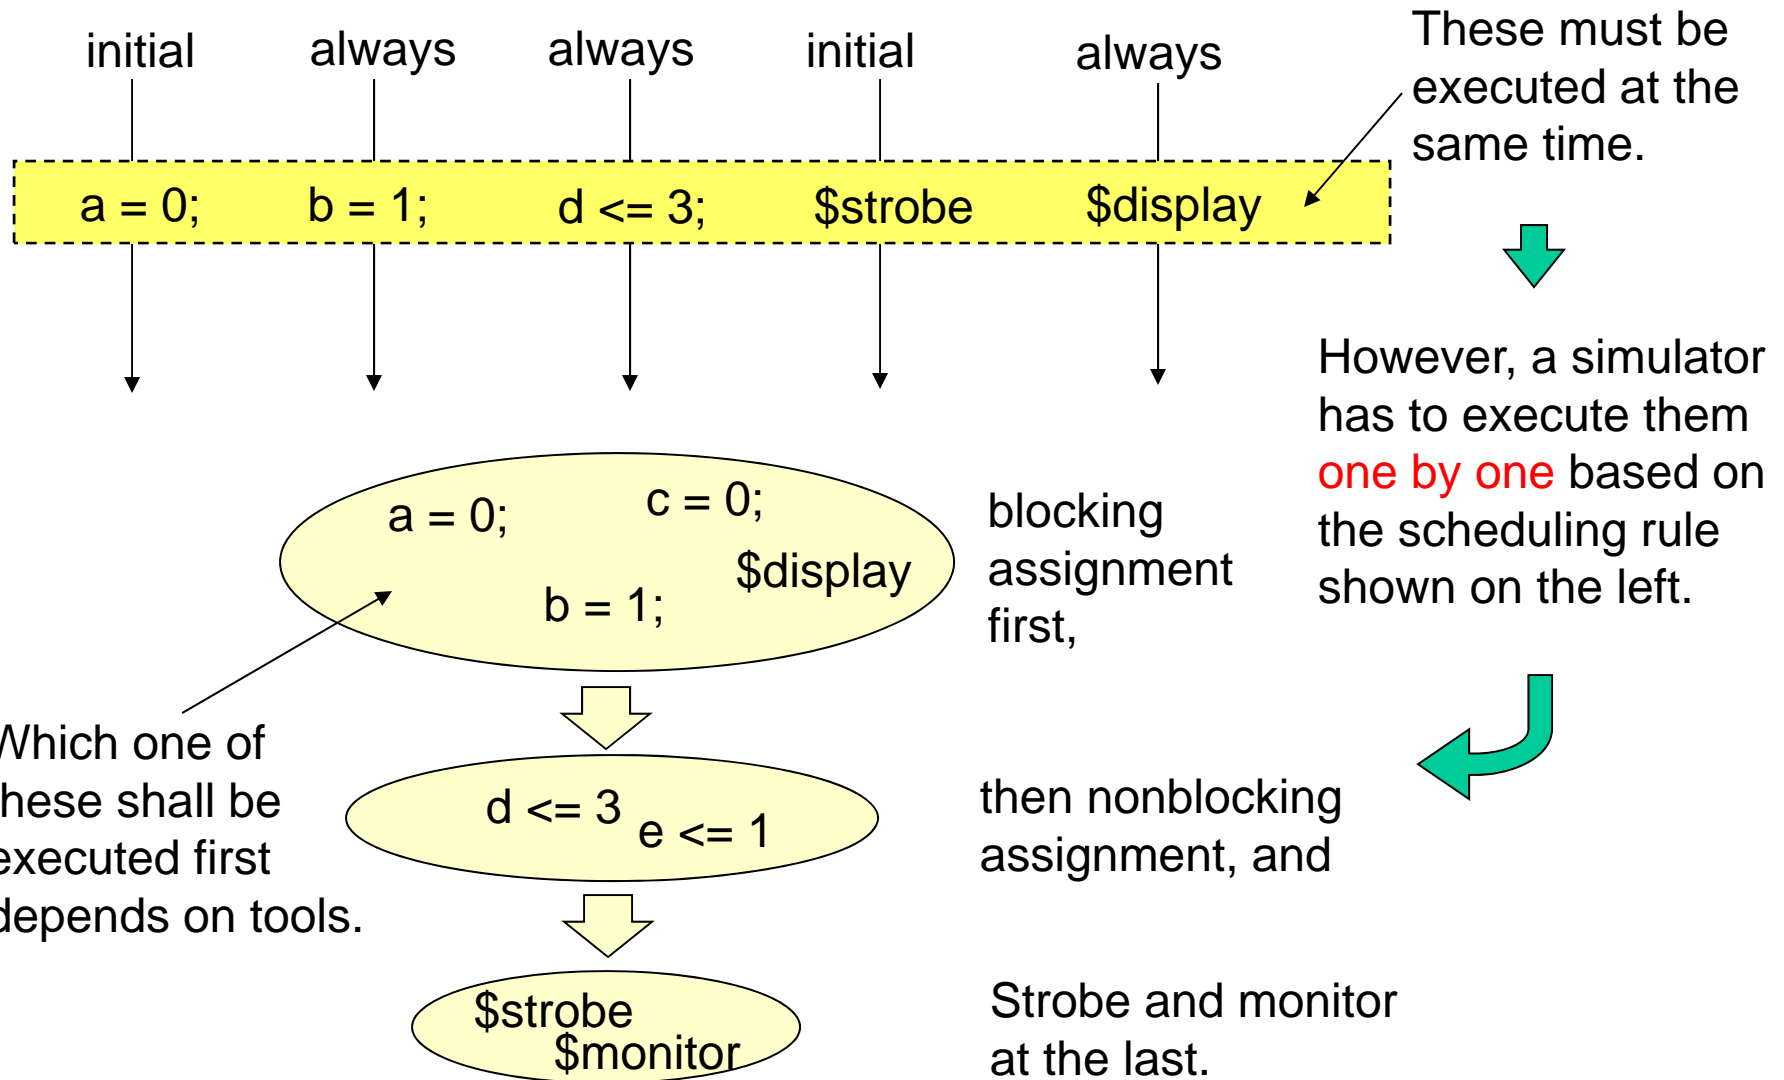 initial always always initial always
These must be
executed at the
same time.
a = 0; b = 1; d <= 3; $strobe $display
However, a simulator
has to execute them
one by one based on
the scheduling rule
shown on the left.
a = 0; c = 0;
$display
b = 1;
blocking
assignment
first,
Which one of
these shall be
executed first
depends on tools.
d <= 3 e <= 1
then nonblocking
assignment, and
$strobe
$monitor
Strobe and monitor
at the last.